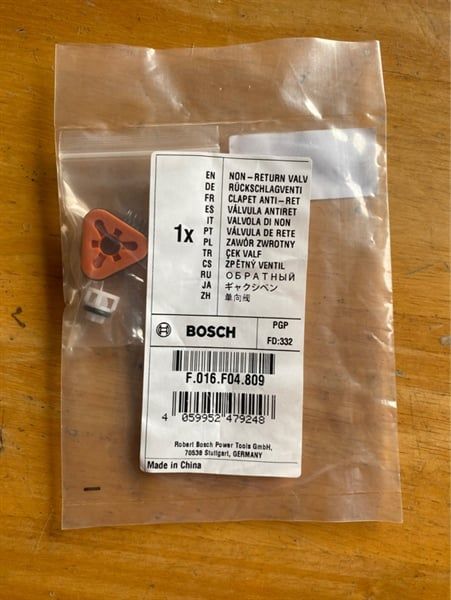 1x
EN NON-RETURN VALV
DE RÜCKSCHLAGVENTI
FR CLAPET ANTI-RET
ES VÁLVULA ANTIRET
IT VALVOLA DI NON
PT VÁLVULA DE RETE
PL ZAWÓR ZWROTNY
TR ÇEK VALF
CS ZPĚTNÝ VENTIL
RU ОБРАТНЫЙ
JA ギャクシベン
ZH 单向阀
BOSCH
PGP
FD:332
F.016.F04.809
4 059952 479248
Robert Bosch Power Tools GmbH,
70538 Stuttgart, GERMANY
Made in China